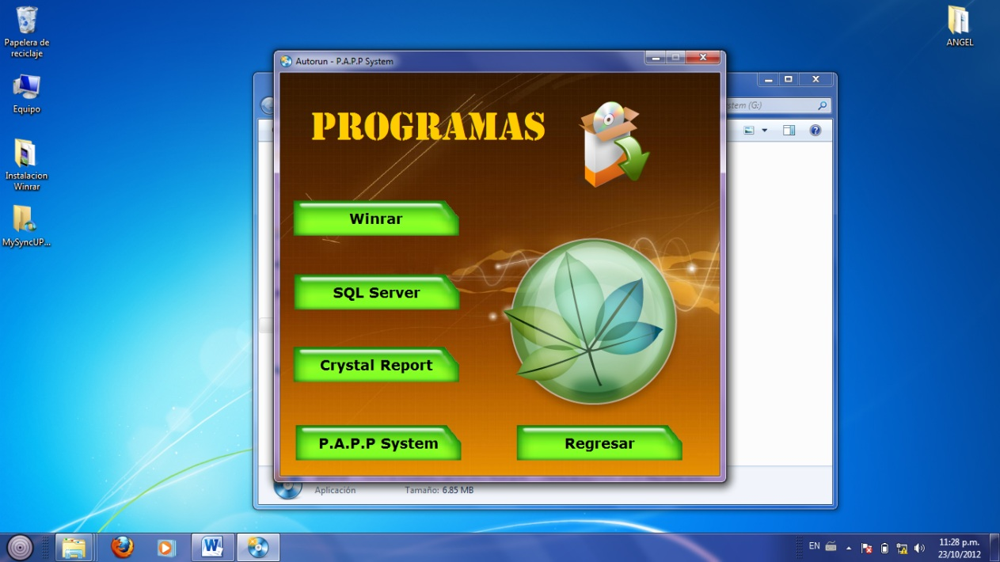 Papelera de
reciclaje
Equipo
Instalacion
Winrar
MySyncUP...
ANGEL
Autorun - P.A.P.P System
PROGRAMAS
Winrar
SQL Server
Crystal Report
P.A.P.P System
Regresar
stem (G:)
Aplicación
Tamaño: 6.85 MB
W
EN
11:28 p.m.
23/10/2012